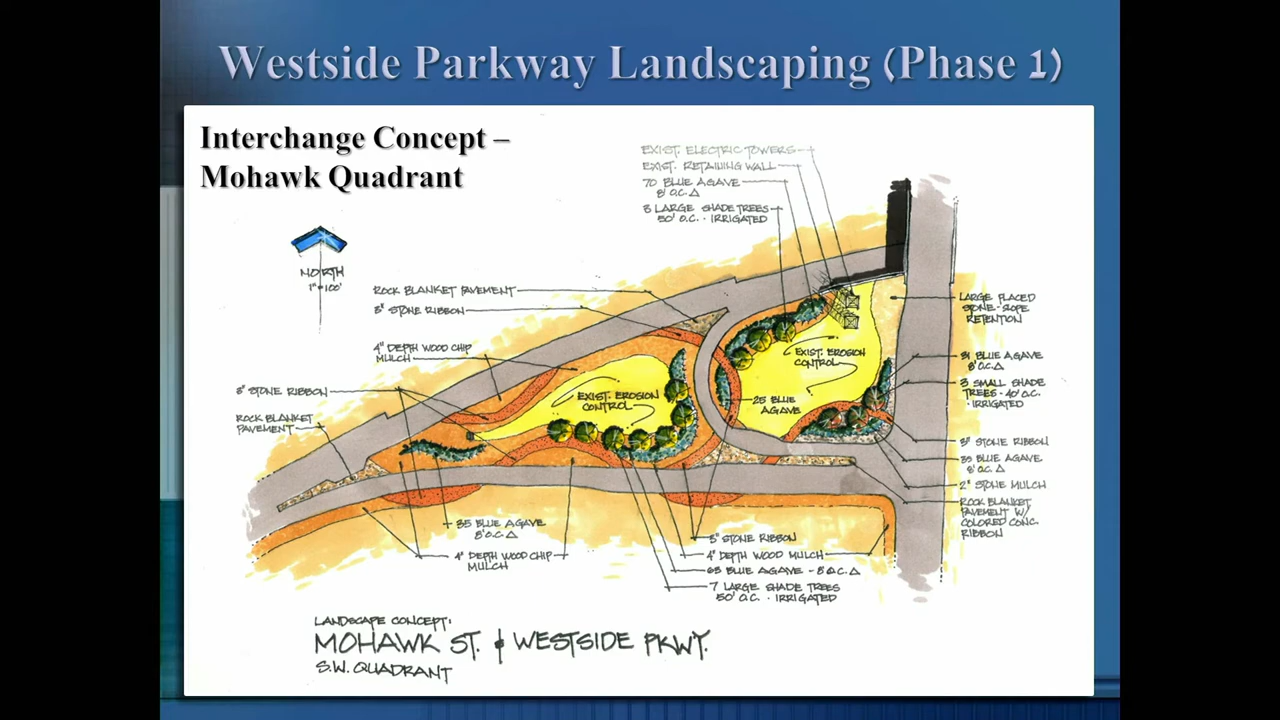 Westside Parkway Landscaping (Phase 1)
Interchange Concept –
Mohawk Quadrant
EXIST. ELECTRIC TOWERS
EXIST. RETAINING WALL
70 BLUE AGAVE
8' O.C. Δ
3 LARGE SHADE TREES
50' O.C. · IRRIGATED
NORTH
1" = 100'
ROCK BLANKET PAVEMENT
3" STONE RIBBON
4" DEPTH WOOD CHIP
MULCH
3" STONE RIBBON
ROCK BLANKET
PAVEMENT
EXIST. EROSION
CONTROL
EXIST. EROSION
CONTROL
25 BLUE
AGAVE
LARGE PLACED
STONE - SLOPE
RETENTION
31 BLUE AGAVE
8' O.C. Δ
3 SMALL SHADE
TREES - 40' O.C.
- IRRIGATED
3" STONE RIBBON
35 BLUE AGAVE
8' O.C. Δ
2" STONE MULCH
ROCK BLANKET
PAVEMENT W/
COLORED CONC.
RIBBON
35 BLUE AGAVE
8' O.C. Δ
4" DEPTH WOOD CHIP
MULCH
3" STONE RIBBON
4" DEPTH WOOD MULCH
65 BLUE AGAVE - 8' O.C. Δ
7 LARGE SHADE TREES
50' O.C. · IRRIGATED
LANDSCAPE CONCEPT:
MOHAWK ST. & WESTSIDE PKWY.
S.W. QUADRANT